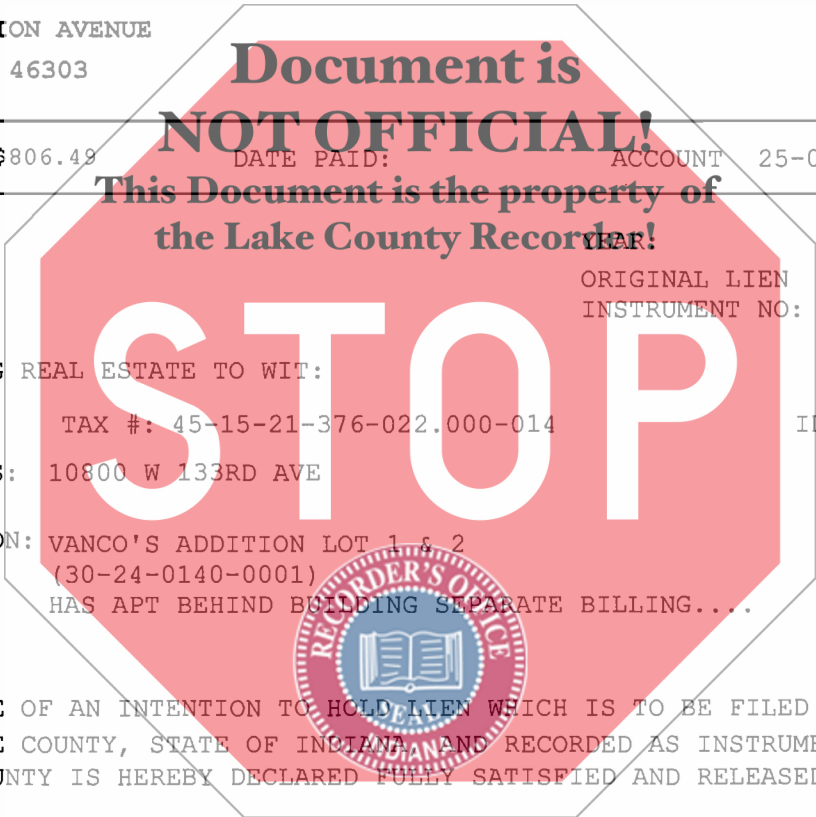 ION AVENUE
46303
Document is
NOT OFFICIAL!
$806.49 DATE PAID: ACCOUNT 25-0
This Document is the property of
the Lake County Recorder!
YEAR:
ORIGINAL LIEN
INSTRUMENT NO:
STOP
G REAL ESTATE TO WIT:
TAX #: 45-15-21-376-022.000-014 ID
S: 10800 W 133RD AVE
ON: VANCO'S ADDITION LOT 1 & 2
(30-24-0140-0001)
HAS APT BEHIND BUILDING SEPARATE BILLING....
RECORDER'S OFFICE
INDIANA
E OF AN INTENTION TO HOLD LIEN WHICH IS TO BE FILED
E COUNTY, STATE OF INDIANA, AND RECORDED AS INSTRUME
UNTY IS HEREBY DECLARED FULLY SATISFIED AND RELEASED